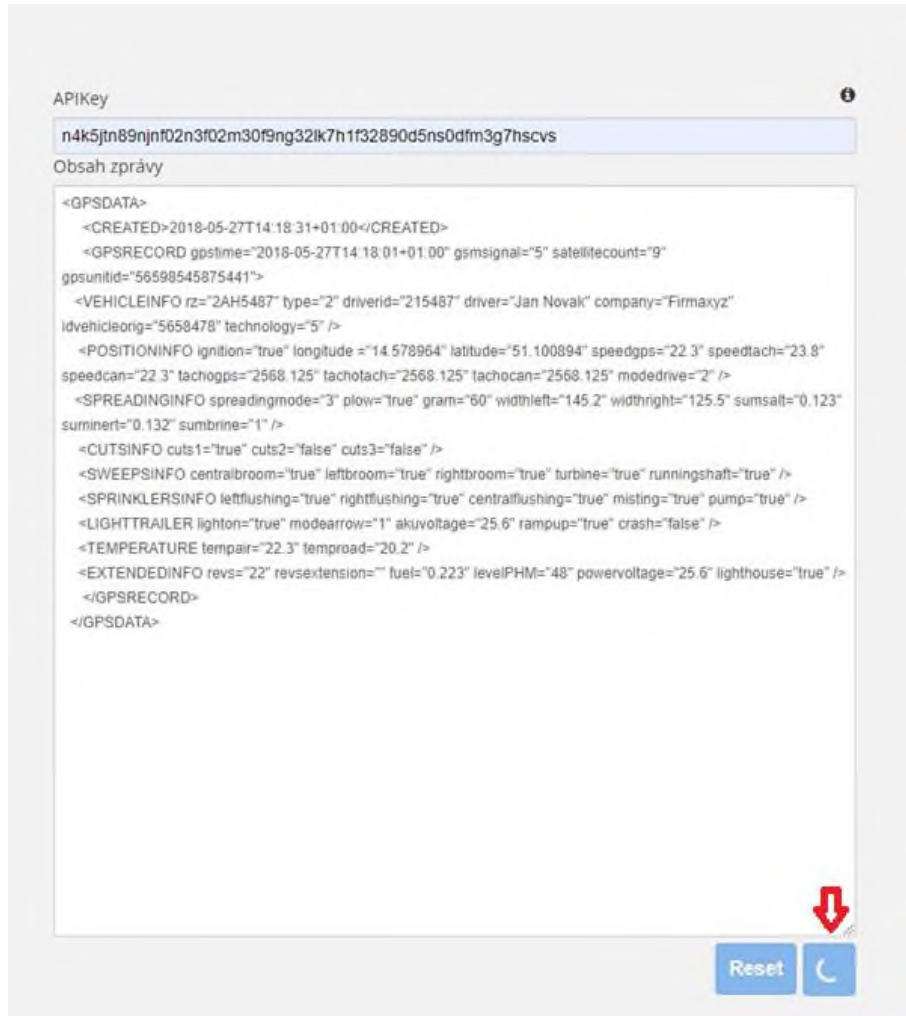 APIKey
n4k5jtn89njnf02n3f02m30f9ng32lk7h1f32890d5ns0dfm3g7hscvs
Obsah zprávy
<GPSDATA>
<CREATED>2018-05-27T14:18:31+01:00</CREATED>
<GPSRECORD gpstime="2018-05-27T14:18:01+01:00" gsmsignal="5" satellitecount="9"
gpsunitid="56598545875441">
<VEHICLEINFO rz="2AH5487" type="2" driverid="215487" driver="Jan Novak" company="Firmaxyz"
idvehicleorig="5658478" technology="5" />
<POSITIONINFO ignition="true" longitude ="14.578964" latitude="51.100894" speedgps="22.3" speedtach="23.8"
speedcan="22.3" tachogps="2568.125" tachotach="2568.125" tachocan="2568.125" modedrive="2" />
<SPREADINGINFO spreadingmode="3" plow="true" gram="60" widthleft="145.2" widthright="125.5" sumsalt="0.123"
suminert="0.132" sumbrine="1" />
<CUTSINFO cuts1="true" cuts2="false" cuts3="false" />
<SWEEPSINFO centralbroom="true" leftbroom="true" rightbroom="true" turbine="true" runningshaft="true" />
<SPRINKLERSINFO leftflushing="true" rightflushing="true" centralflushing="true" misting="true" pump="true" />
<LIGHTTRAILER lighton="true" modearrow="1" akuvoltage="25.6" rampup="true" crash="false" />
<TEMPERATURE tempair="22.3" temproad="20.2" />
<EXTENDEDINFO revs="22" revsextension="" fuel="0.223" levelPHM="48" powervoltage="25.6" lighthouse="true" />
</GPSRECORD>
</GPSDATA>
Reset